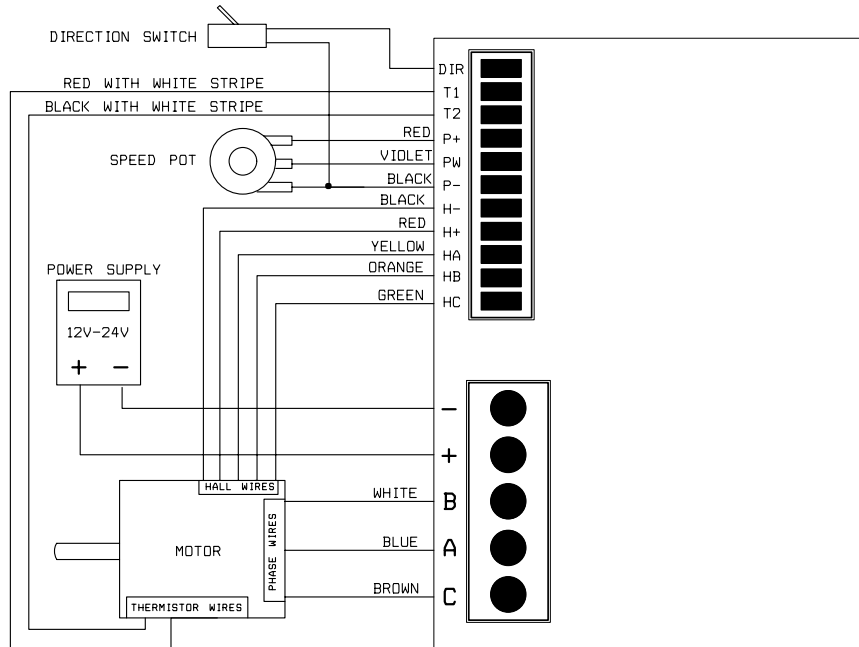 DIRECTION SWITCH
DIR
RED WITH WHITE STRIPE
T1
BLACK WITH WHITE STRIPE
T2
RED
P+
SPEED POT
VIOLET
PW
BLACK
P-
BLACK
H-
RED
H+
YELLOW
HA
ORANGE
HB
GREEN
HC
POWER SUPPLY
12V-24V
+ -
-
+
HALL WIRES
WHITE
B
PHASE WIRES
MOTOR
BLUE
A
BROWN
C
THERMISTOR WIRES